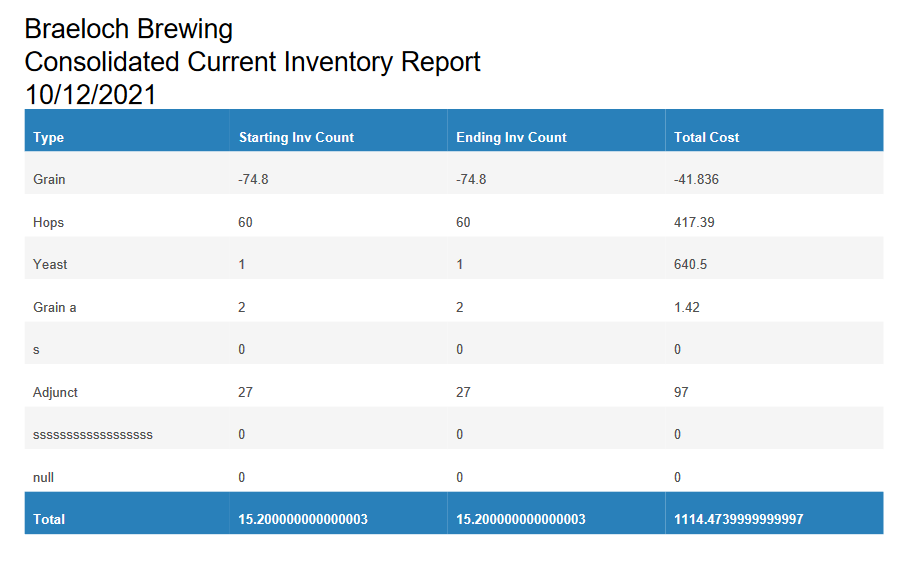 Braeloch Brewing
Consolidated Current Inventory Report
10/12/2021
Type Starting Inv Count Ending Inv Count Total Cost
Grain -74.8 -74.8 -41.836
Hops 60 60 417.39
Yeast 1 1 640.5
Grain a 2 2 1.42
s 0 0 0
Adjunct 27 27 97
ssssssssssssssssss 0 0 0
null 0 0 0
Total 15.200000000000003 15.200000000000003 1114.4739999999997